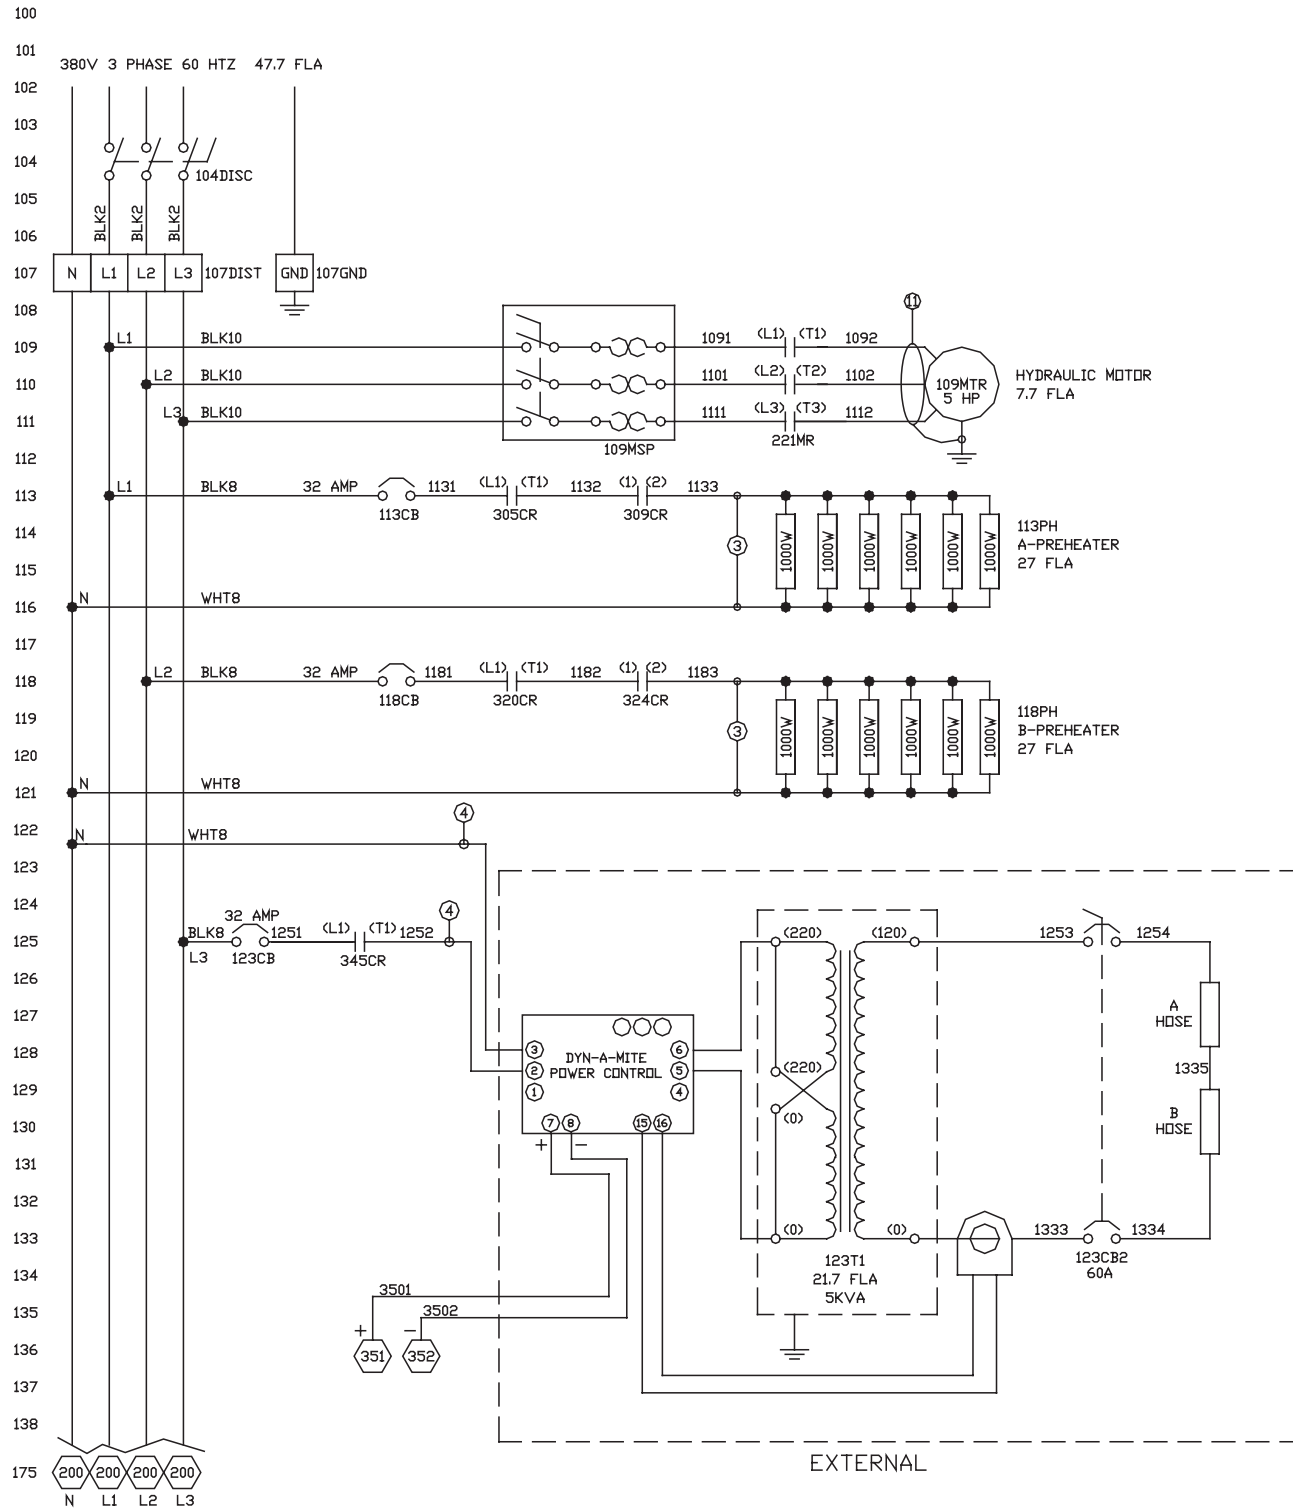 100
101
380V 3 PHASE 60 HTZ 47.7 FLA
102
103
104
104DISC
105
BLK2 BLK2 BLK2
106
107 N L1 L2 L3 107DIST GND 107GND
108
11
109 L1 BLK10 1091 (L1) (T1) 1092
110 L2 BLK10 1101 (L2) (T2) 1102
109MTR
5 HP
HYDRAULIC MOTOR
7.7 FLA
111 L3 BLK10 1111 (L3) (T3) 1112
221MR
109MSP
112
113 L1 BLK8 32 AMP 1131 (L1) (T1) 1132 (1) (2) 1133
113CB 305CR 309CR
114
3
1000W 1000W 1000W 1000W 1000W 1000W
113PH
A-PREHEATER
27 FLA
115
116 N WHT8
117
118 L2 BLK8 32 AMP 1181 (L1) (T1) 1182 (1) (2) 1183
118CB 320CR 324CR
119
3
1000W 1000W 1000W 1000W 1000W 1000W
118PH
B-PREHEATER
27 FLA
120
121 N WHT8
4
122 N WHT8
123
124
32 AMP
4
125 BLK8 1251 (L1) (T1) 1252
L3 123CB 345CR
(220) (120) 1253 1254
126
A
HOSE
127
128 3 DYN-A-MITE 6
2 POWER CONTROL 5
(220)
1335
129 1 4
(0)
B
HOSE
130 7 8 15 16
+ −
131
132
133 (0) (0) 1333 1334
123T1
21.7 FLA
5KVA
123CB2
60A
134
3501
135
3502
+ −
136 351 352
137
138
EXTERNAL
175 200 200 200 200
N L1 L2 L3